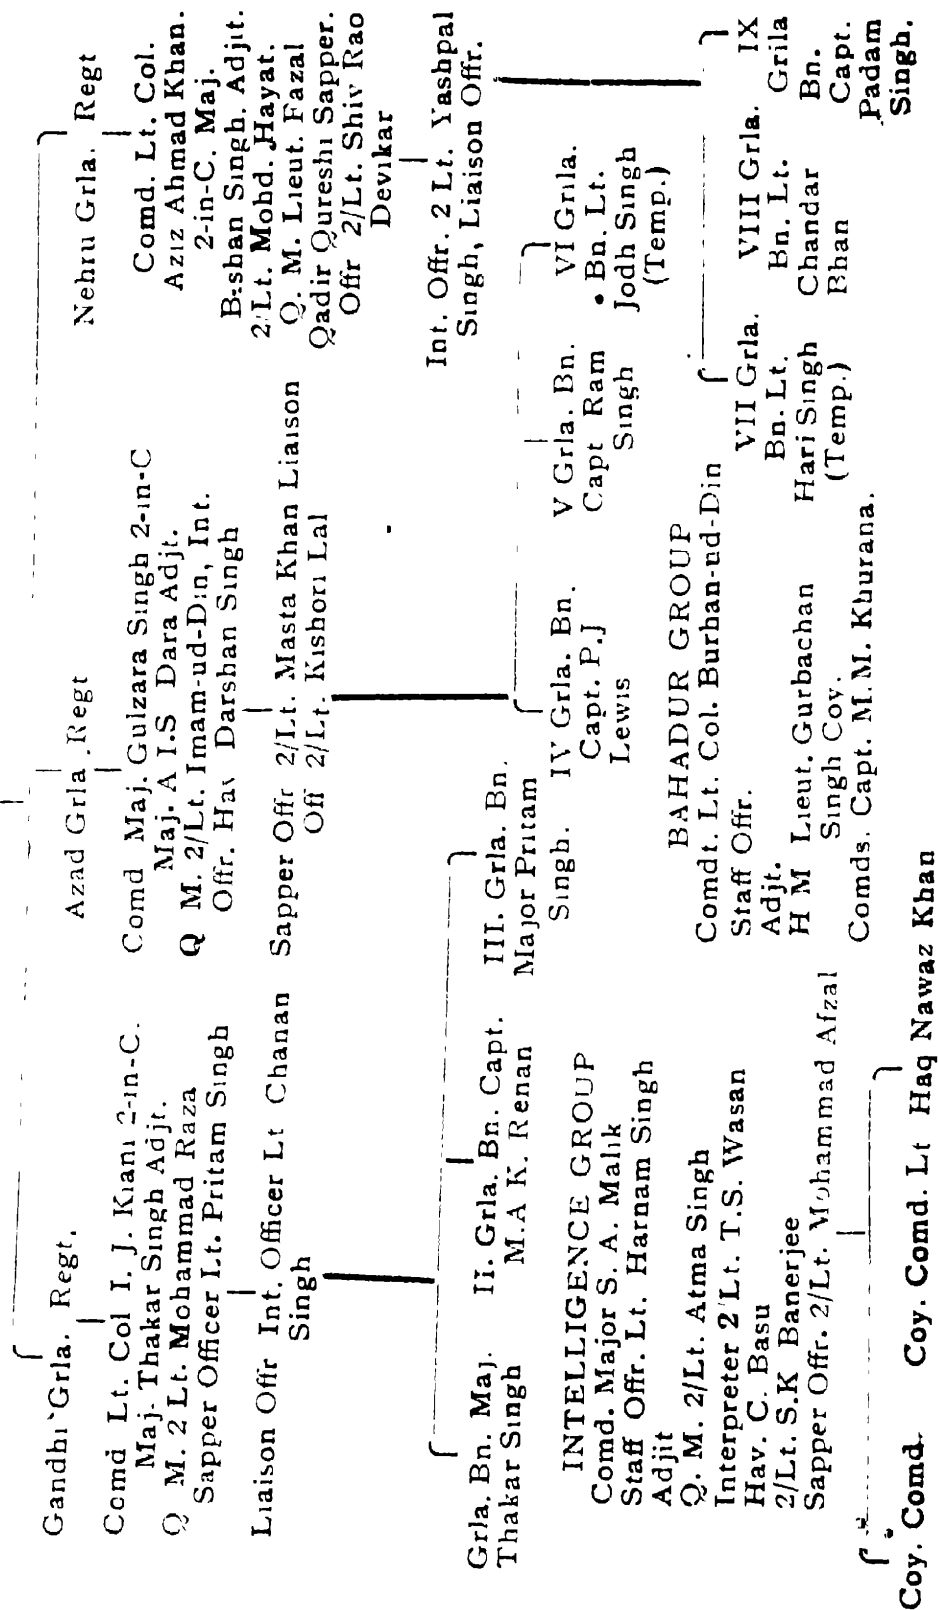 Gandhi Grla. Regt.
Comd Lt. Col I. J. Kiani 2-in-C.
Maj. Thakar Singh Adjt.
Q M. 2 Lt. Mohammad Raza
Sapper Officer Lt. Pritam Singh
Liaison Offr Int. Officer Lt Chanan
Singh
Grla. Bn. Maj.
Thakar Singh
Ii. Grla. Bn. Capt.
M.A K. Renan
III. Grla. Bn.
Major Pritam
Singh.
Azad Grla Regt
Comd Maj. Gulzara Singh 2-in-C
Maj. A I.S Dara Adjt.
Q M. 2/Lt. Imam-ud-Din, Int.
Offr. Hav Darshan Singh
Sapper Offr 2/Lt. Masta Khan Liaison
Off 2/Lt. Kishori Lal
IV Grla. Bn.
Capt. P.J
Lewis
V Grla. Bn.
Capt Ram
Singh
VI Grila.
Bn. Lt.
Jodh Singh
(Temp.)
Nehru Grla. Regt
Comd. Lt. Col.
Aziz Ahmad Khan.
2-in-C. Maj.
B-shan Singh. Adjit.
2/Lt. Mohd. Hayat.
Q. M. Lieut. Fazal
Qadir Qureshi Sapper.
Offr 2/Lt. Shiv Rao
Devikar
Int. Offr. 2 Lt. Yashpal
Singh, Liaison Offr.
VII Grla.
Bn. Lt.
Hari Singh
(Temp.)
VIII Grla.
Bn. Lt.
Chandar
Bhan
IX
Grila
Bn.
Capt.
Padam
Singh.
INTELLIGENCE GROUP
Comd. Major S. A. Malik
Staff Offr. Lt. Harnam Singh
Adjit
Q. M. 2/Lt. Atma Singh
Interpreter 2 Lt. T.S. Wasan
Hav. C. Basu
2/Lt. S.K Banerjee
Sapper Offr. 2/Lt. Mohammad Afzal
Coy. Comd.
Coy. Comd. Lt Haq Nawaz Khan
BAHADUR GROUP
Comdt. Lt. Col. Burhan-ud-Din
Staff Offr.
Adjt.
H M Lieut. Gurbachan
Singh Coy.
Comds. Capt. M.M. Khurana.